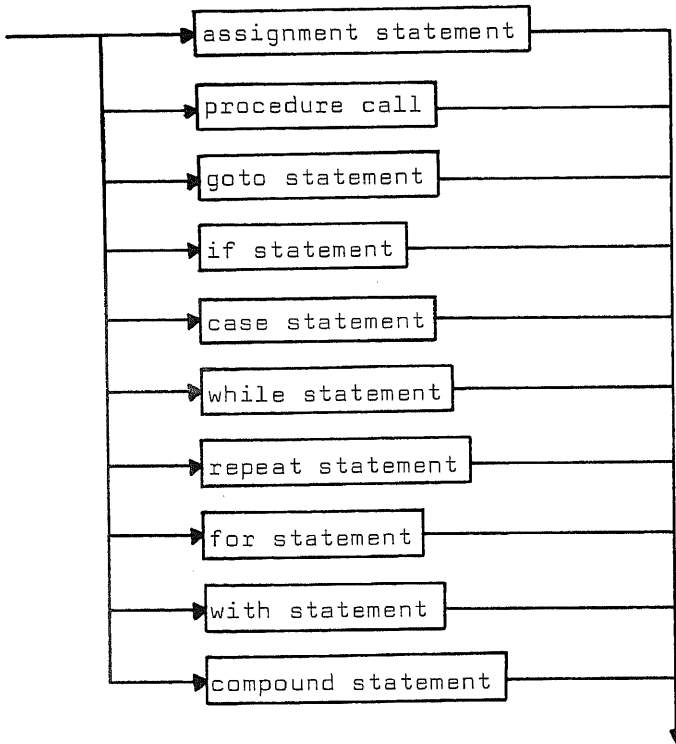 assignment statement
procedure call
goto statement
if statement
case statement
while statement
repeat statement
for statement
with statement
compound statement